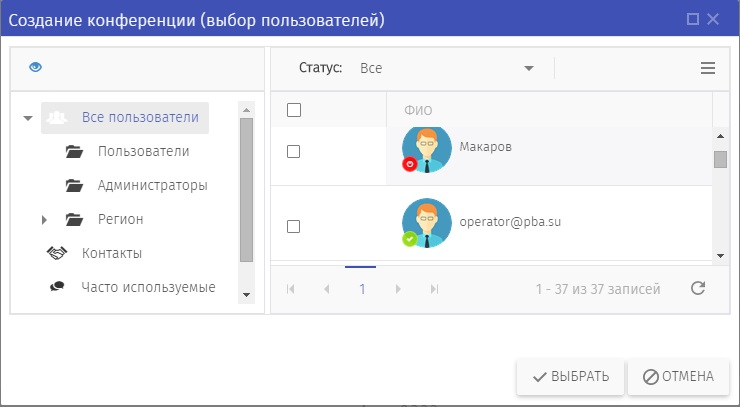 Создание конференции (выбор пользователей)
Статус: Все
Все пользователи
Пользователи
Администраторы
Регион
Контакты
Часто используемые
ФИО
Макаров
operator@pba.su
1
1 - 37 из 37 записей
ВЫБРАТЬ
ОТМЕНА